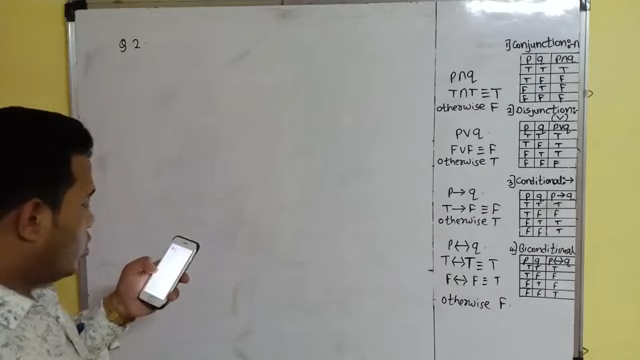 Q 2.
p∩q
T∩T ≡ T
otherwise F
p∨q
F∨F ≡ F
otherwise T
p→q
T→F ≡ F
otherwise T
p↔q
T↔T ≡ T
F↔F ≡ T
otherwise F.
1] Conjunction:-∩
p q p∩q
T T T
T F F
F T F
F F F
2] Disjunction:-
(∨)
p q p∨q
T T T
T F T
F T T
F F F
3] Conditional:→
p q p→q
T T T
T F F
F T T
F F T
4] Biconditional
p q p↔q
T T T
T F F
F T F
F F T